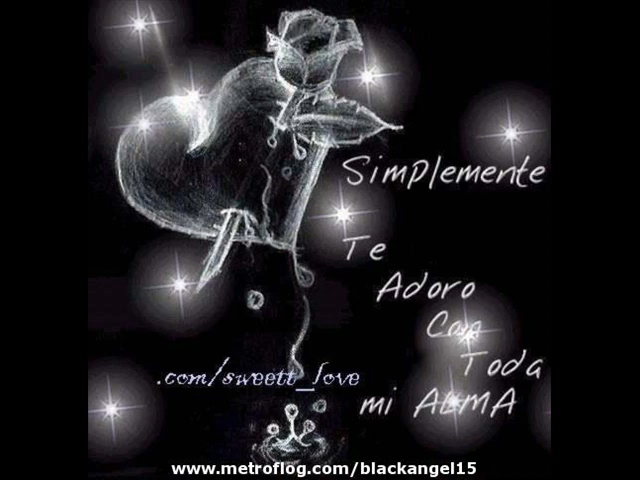 Simplemente
Te
Adoro
Con
Toda
mi ALMA
.com/sweett_love
www.metroflog.com/blackangel15